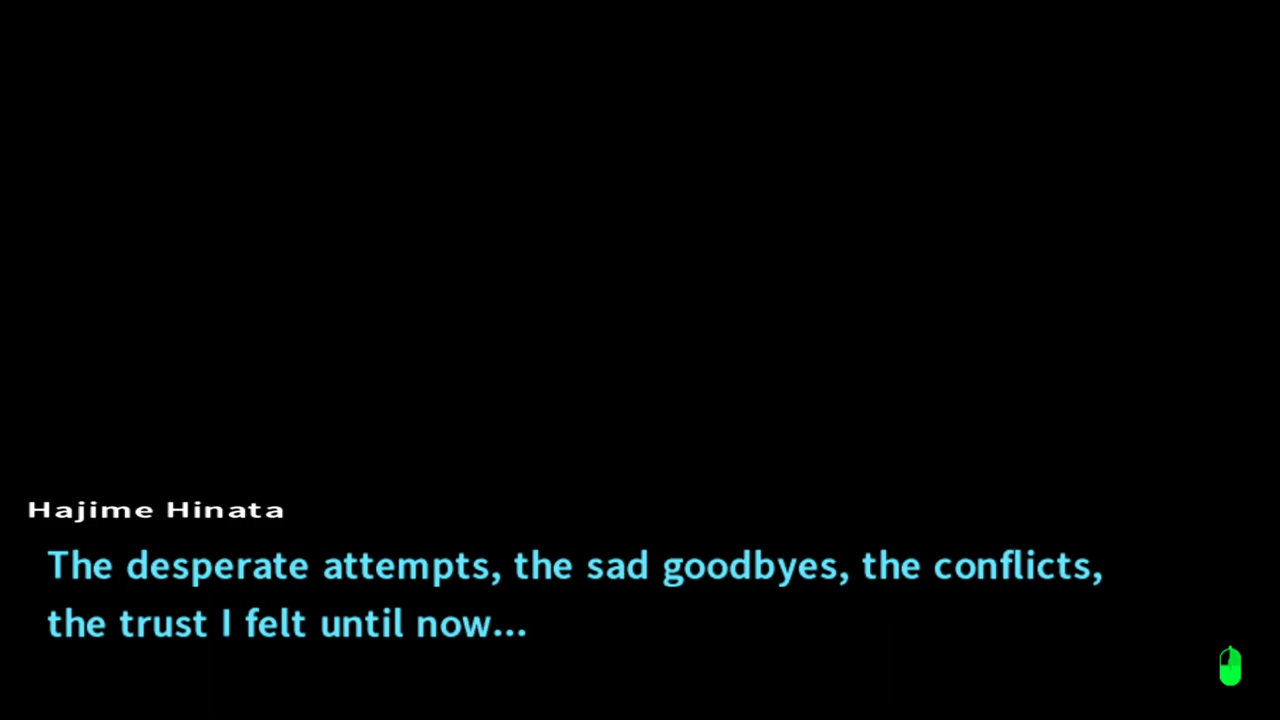 Hajime Hinata
The desperate attempts, the sad goodbyes, the conflicts,
the trust I felt until now...